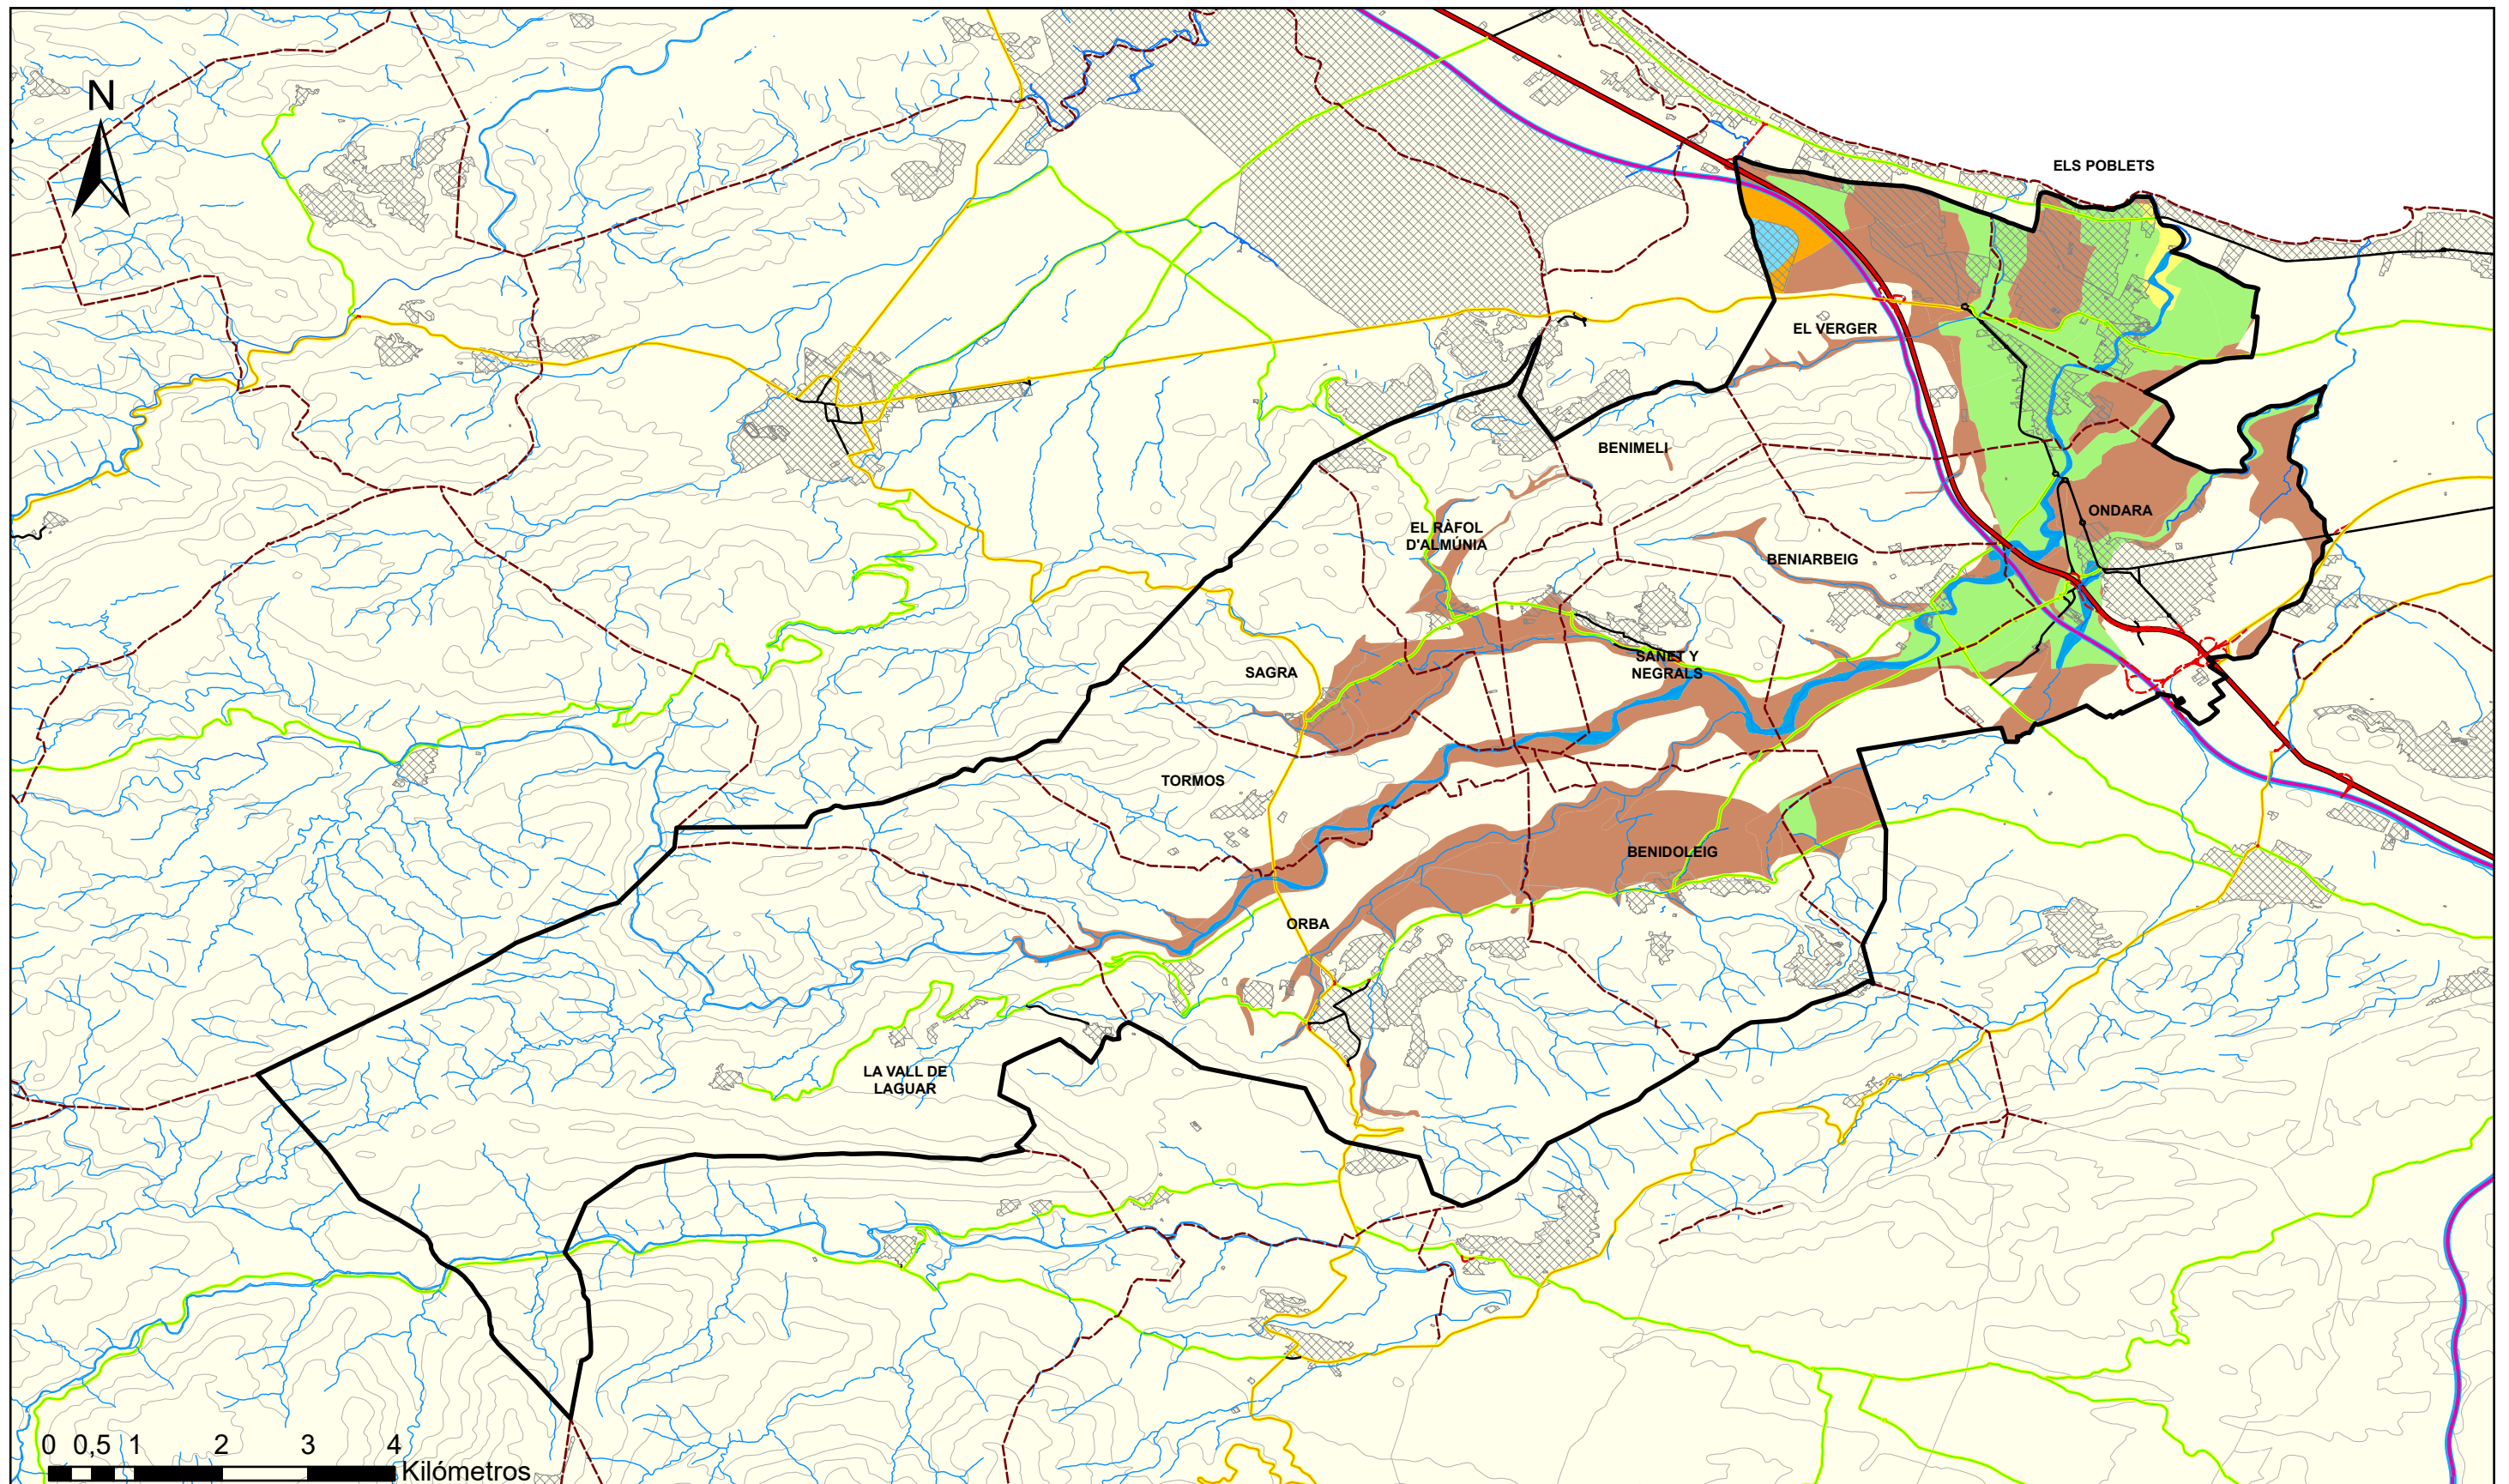 N
ELS POBLETS
EL VERGER
BENIMELI
ONDARA
EL RÀFOL
D'ALMÚNIA
BENIARBEIG
SANET Y
NEGRALS
SAGRA
TORMOS
BENIDOLEIG
ORBA
LA VALL DE
LAGUAR
0 0,5 1 2 3 4
Kilómetros